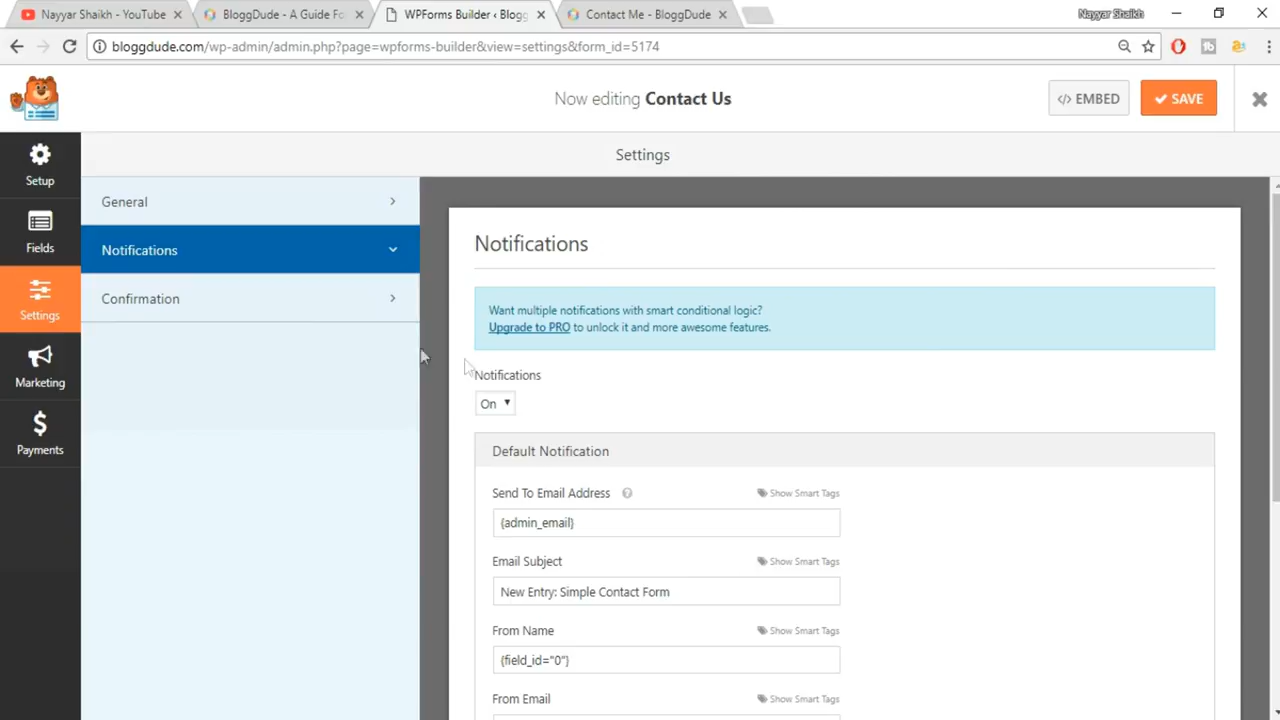 Nayyar Shaikh - YouTube
BloggDude - A Guide Fo
WPForms Builder ‹ Blogg
Contact Me - BloggDude
Nayyar Shaikh
bloggdude.com/wp-admin/admin.php?page=wpforms-builder&view=settings&form_id=5174
Now editing Contact Us
</> EMBED
SAVE
Setup
Fields
Settings
Marketing
Payments
Settings
General
Notifications
Confirmation
Notifications
Want multiple notifications with smart conditional logic?
Upgrade to PRO to unlock it and more awesome features.
Notifications
On
Default Notification
Send To Email Address
Show Smart Tags
{admin_email}
Email Subject
Show Smart Tags
New Entry: Simple Contact Form
From Name
Show Smart Tags
{field_id="0"}
From Email
Show Smart Tags